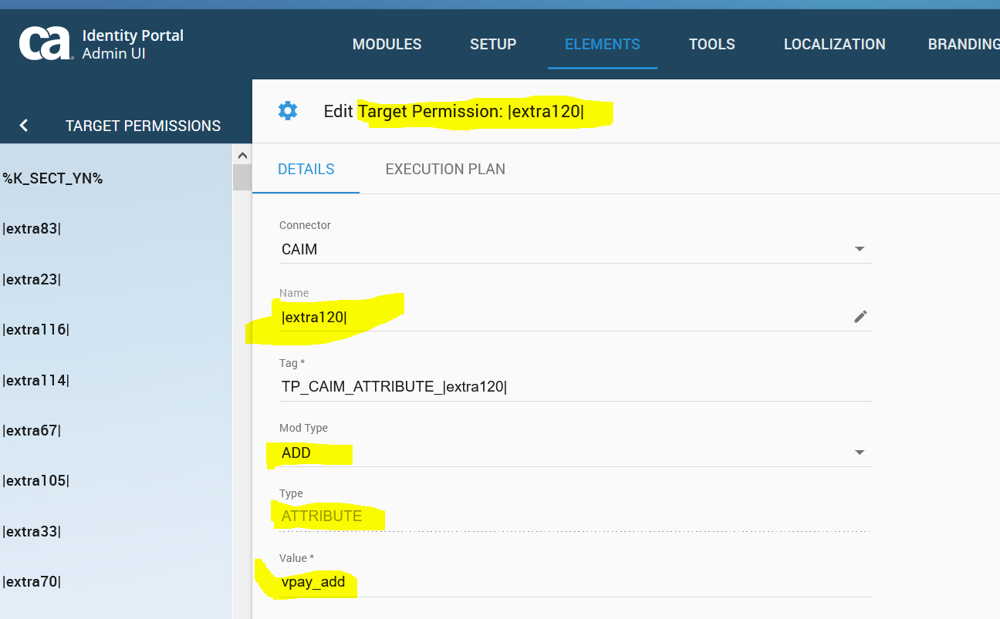 ca Identity Portal
Admin UI
MODULES SETUP ELEMENTS TOOLS LOCALIZATION BRANDING
TARGET PERMISSIONS
%K_SECT_YN%
|extra83|
|extra23|
|extra116|
|extra114|
|extra67|
|extra105|
|extra33|
|extra70|
Edit Target Permission: |extra120|
DETAILS EXECUTION PLAN
Connector
CAIM
Name
|extra120|
Tag *
TP_CAIM_ATTRIBUTE_|extra120|
Mod Type
ADD
Type
ATTRIBUTE
Value *
vpay_add